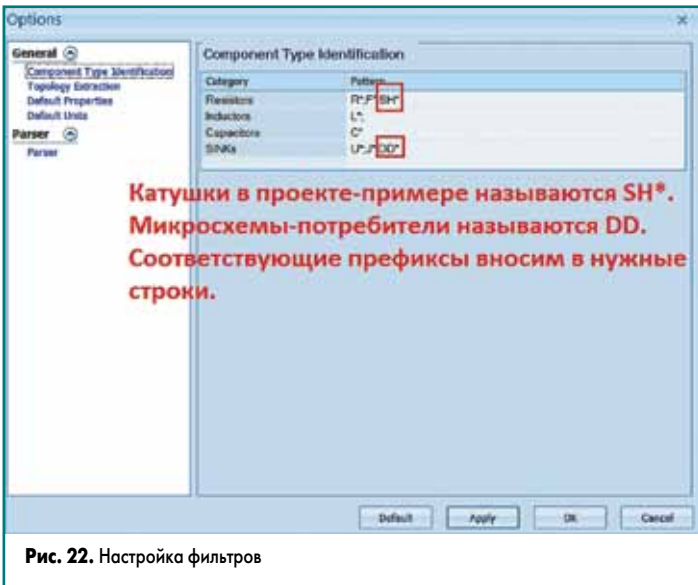 Options
General
Component Type Identification
Topology Extraction
Default Properties
Default Units
Parser
Parser
Component Type Identification
Category Pattern
Resistors R*;F*;SH*
Inductors L*;
Capacitors C*
SINKs U*;J*;DD*
Катушки в проекте-примере называются SH*.
Микросхемы-потребители называются DD.
Соответствующие префиксы вносим в нужные
строки.
Default Apply OK Cancel
Рис. 22. Настройка фильтров